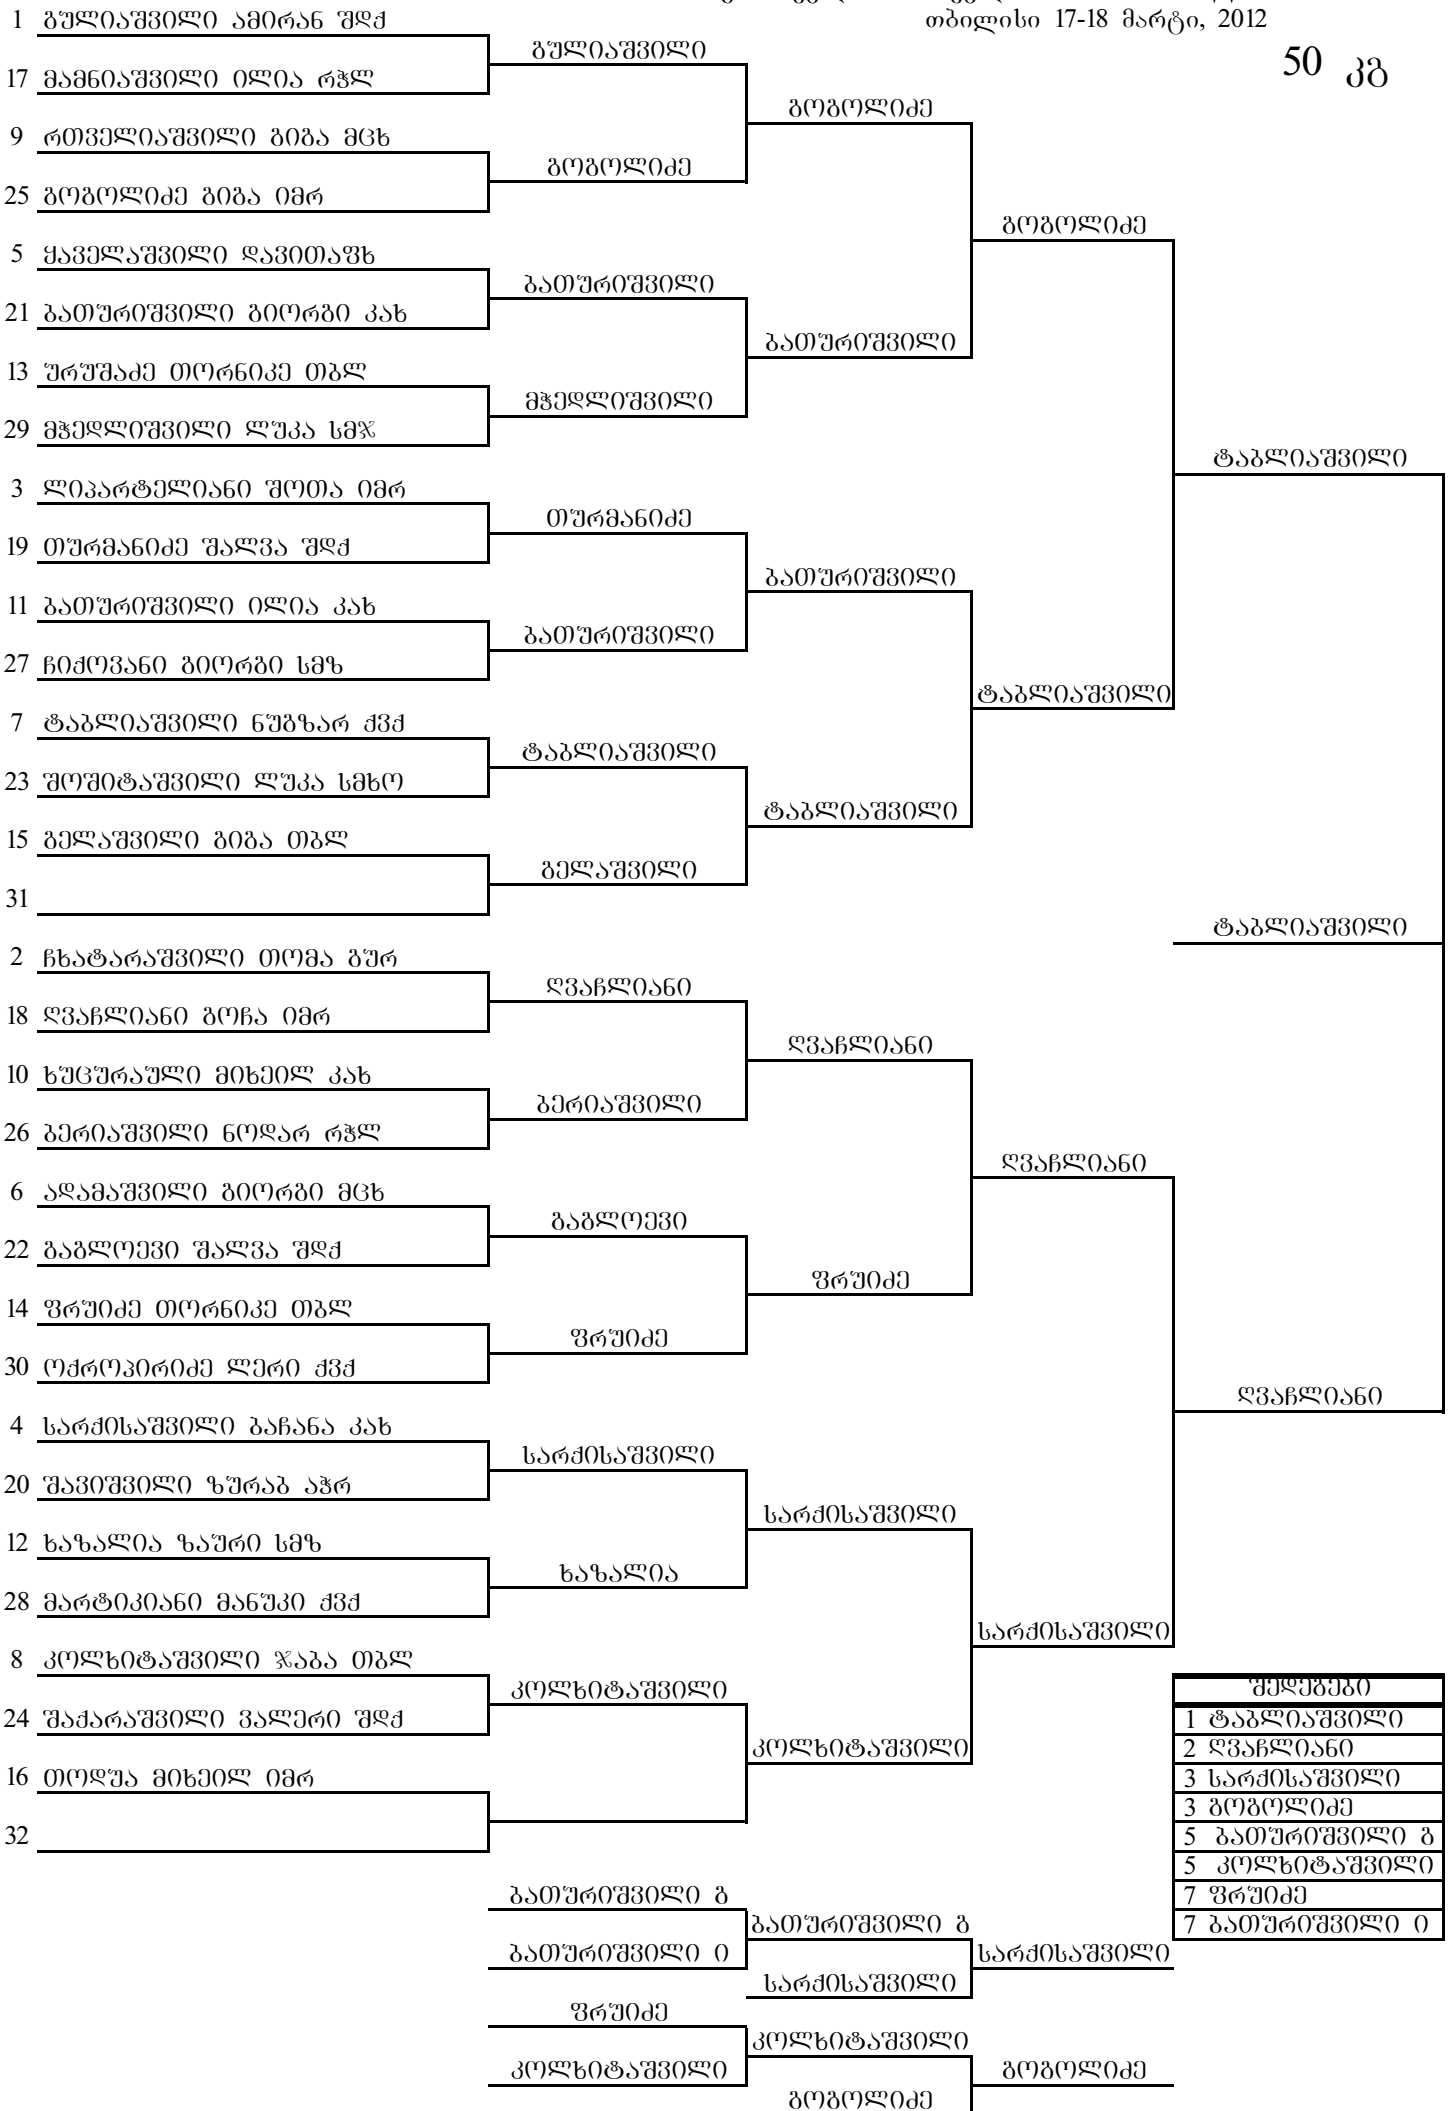 თბილისი 17-18 მარტი, 2012
50 კგ
1 გულიაშვილი ამირან შდქ
17 მამნიაშვილი ილია რჭლ
9 რთველიაშვილი გიგა მცხ
25 გოგოლიძე გიგა იმრ
5 ყაველაშვილი დავითაფხ
21 ბათურიშვილი გიორგი კახ
13 ურუშაძე თორნიკე თბლ
29 მჭედლიშვილი ლუკა სმჯ
3 ლიპარტელიანი შოთა იმრ
19 თურმანიძე შალვა შდქ
11 ბათურიშვილი ილია კახ
27 ჩიქოვანი გიორგი სმზ
7 ტაბლიაშვილი ნუგზარ ქვქ
23 შოშიტაშვილი ლუკა სმხო
15 გელაშვილი გიგა თბლ
31
2 ჩხატარაშვილი თომა გურ
18 ღვაჩლიანი გოჩა იმრ
10 ხუცურაული მიხეილ კახ
26 ბერიაშვილი ნოდარ რჭლ
6 ადამაშვილი გიორგი მცხ
22 გაგლოევი შალვა შდქ
14 ფრუიძე თორნიკე თბლ
30 ოქროპირიძე ლერი ქვქ
4 სარქისაშვილი ბაჩანა კახ
20 შავიშვილი ზურაბ აჭრ
12 ხაზალია ზაური სმზ
28 მარტიკიანი მანუკი ქვქ
8 კოლხიტაშვილი ჯაბა თბლ
24 შაქარაშვილი ვალერი შდქ
16 თოდუა მიხეილ იმრ
32
გულიაშვილი
გოგოლიძე
ბათურიშვილი
მჭედლიშვილი
თურმანიძე
ბათურიშვილი
ტაბლიაშვილი
გელაშვილი
ღვაჩლიანი
ბერიაშვილი
გაგლოევი
ფრუიძე
სარქისაშვილი
ხაზალია
კოლხიტაშვილი
გოგოლიძე
ბათურიშვილი
ბათურიშვილი
ტაბლიაშვილი
ღვაჩლიანი
ფრუიძე
სარქისაშვილი
კოლხიტაშვილი
გოგოლიძე
ტაბლიაშვილი
ღვაჩლიანი
სარქისაშვილი
ტაბლიაშვილი
ტაბლიაშვილი
ღვაჩლიანი
შედეგები
1 ტაბლიაშვილი
2 ღვაჩლიანი
3 სარქისაშვილი
3 გოგოლიძე
5 ბათურიშვილი გ
5 კოლხიტაშვილი
7 ფრუიძე
7 ბათურიშვილი ი
ბათურიშვილი გ
ბათურიშვილი ი
ბათურიშვილი გ
სარქისაშვილი
სარქისაშვილი
ფრუიძე
კოლხიტაშვილი
კოლხიტაშვილი
გოგოლიძე
გოგოლიძე